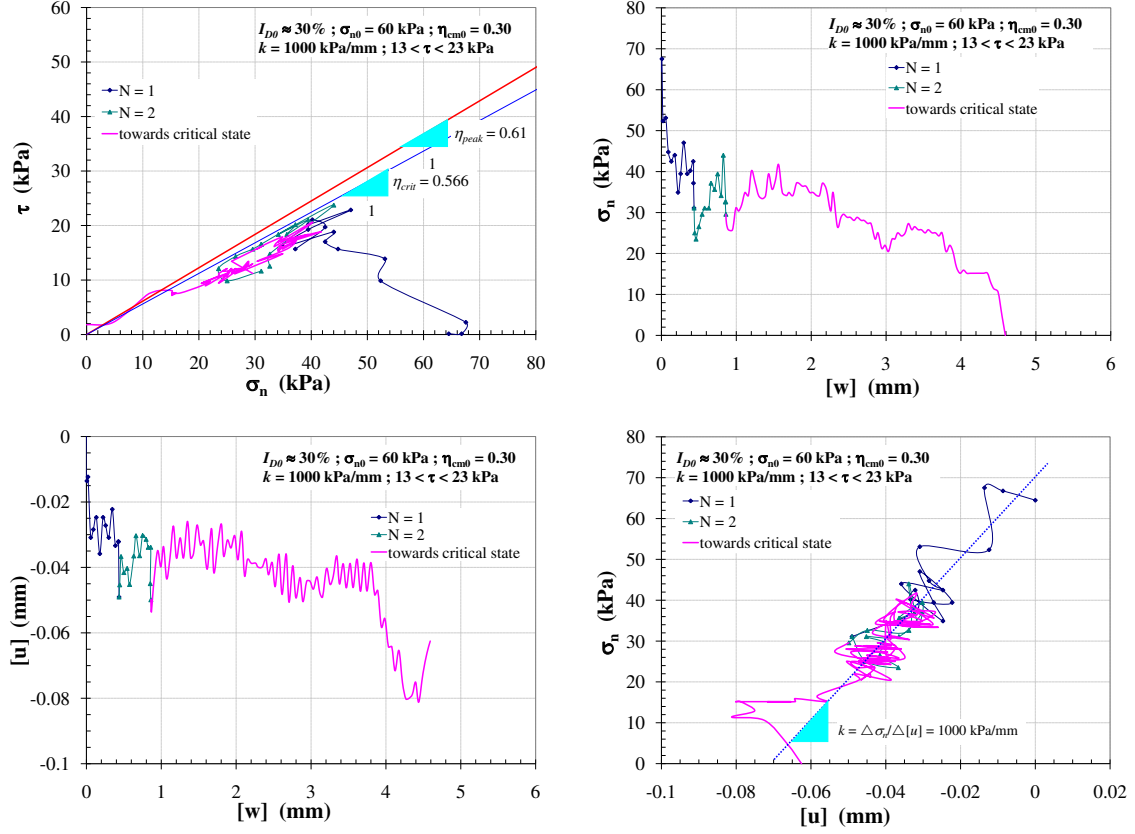 I_D0 ≈ 30% ; σ_n0 = 60 kPa ; η_cm0 = 0.30
k = 1000 kPa/mm ; 13 < τ < 23 kPa
N = 1
N = 2
towards critical state
η_peak = 0.61
1
η_crit = 0.566
1
60
50
40
30
20
10
0
τ (kPa)
0 10 20 30 40 50 60 70 80
σ_n (kPa)
I_D0 ≈ 30% ; σ_n0 = 60 kPa ; η_cm0 = 0.30
k = 1000 kPa/mm ; 13 < τ < 23 kPa
N = 1
N = 2
towards critical state
80
70
60
50
40
30
20
10
0
σ_n (kPa)
0 1 2 3 4 5 6
[w] (mm)
I_D0 ≈ 30% ; σ_n0 = 60 kPa ; η_cm0 = 0.30
k = 1000 kPa/mm ; 13 < τ < 23 kPa
N = 1
N = 2
towards critical state
0
-0.02
-0.04
-0.06
-0.08
-0.1
[u] (mm)
0 1 2 3 4 5 6
[w] (mm)
I_D0 ≈ 30% ; σ_n0 = 60 kPa ; η_cm0 = 0.30
k = 1000 kPa/mm ; 13 < τ < 23 kPa
N = 1
N = 2
towards critical state
k = △σ_n/△[u] = 1000 kPa/mm
80
70
60
50
40
30
20
10
0
σ_n (kPa)
-0.1 -0.08 -0.06 -0.04 -0.02 0 0.02
[u] (mm)